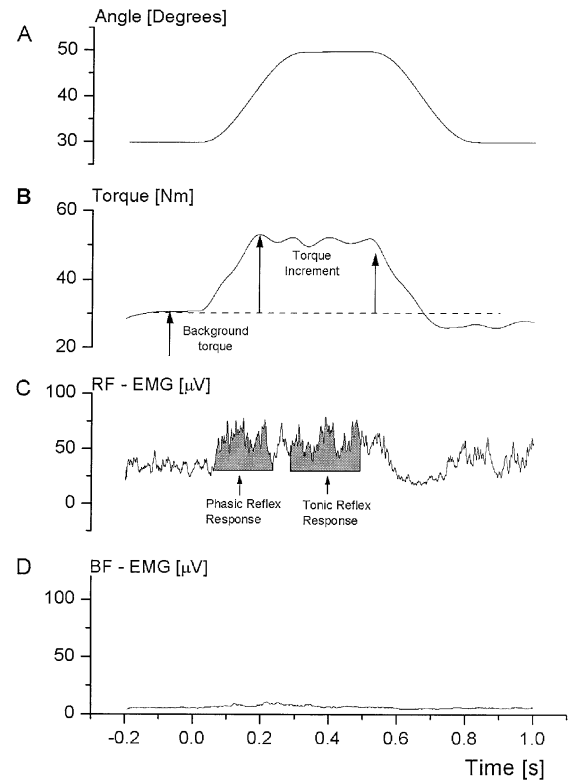 A
Angle [Degrees]
50
40
30
B
Torque [Nm]
60
50
40
30
20
Torque
Increment
Background
torque
C
RF - EMG [μV]
100
50
0
Phasic Reflex
Response
Tonic Reflex
Response
D
BF - EMG [μV]
100
50
0
-0.2 0.0 0.2 0.4 0.6 0.8 1.0
Time [s]